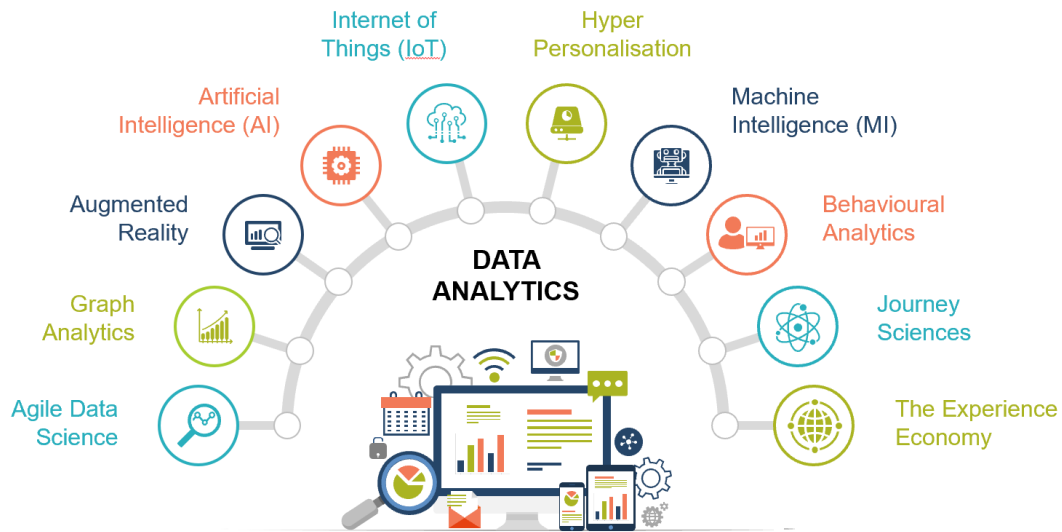 Internet of
Things (IoT)
Hyper
Personalisation
Artificial
Intelligence (AI)
Machine
Intelligence (MI)
Augmented
Reality
Behavioural
Analytics
DATA
ANALYTICS
Graph
Analytics
Journey
Sciences
Agile Data
Science
The Experience
Economy